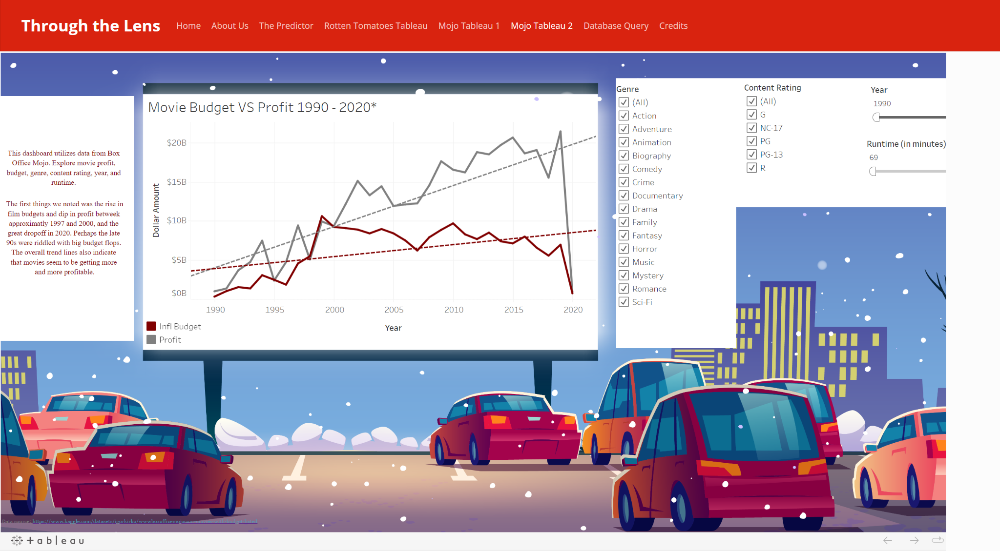 Through the Lens Home About Us The Predictor Rotten Tomatoes Tableau Mojo Tableau 1 Mojo Tableau 2 Database Query Credits
This dashboard utilizes data from Box
Office Mojo. Explore movie profit,
budget, genre, content rating, year, and
runtime.
The first things we noted was the rise in
film budgets and dip in profit betweek
approximatly 1997 and 2000, and the
great dropoff in 2020. Perhaps the late
90s were riddled with big budget flops.
The overall trend lines also indicate
that movies seem to be getting more
and more profitable.
Movie Budget VS Profit 1990 - 2020*
Dollar Amount
$20B
$15B
$10B
$5B
$0B
1990 1995 2000 2005 2010 2015 2020
Year
Infl Budget
Profit
Genre
(All)
Action
Adventure
Animation
Biography
Comedy
Crime
Documentary
Drama
Family
Fantasy
Horror
Music
Mystery
Romance
Sci-Fi
Content Rating
(All)
G
NC-17
PG
PG-13
R
Year
1990
Runtime (in minutes)
69
Data source: https://www.kaggle.com/datasets/igorkirko/wwwboxofficemojocom-movies-with-budget-listed
+ a b l e a u